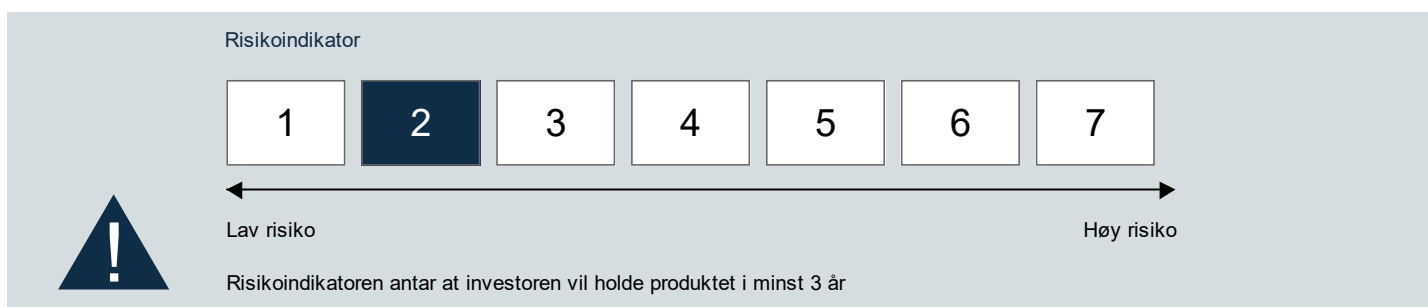 Risikoindikator
1 2 3 4 5 6 7
Lav risiko Høy risiko
!
Risikoindikatoren antar at investoren vil holde produktet i minst 3 år